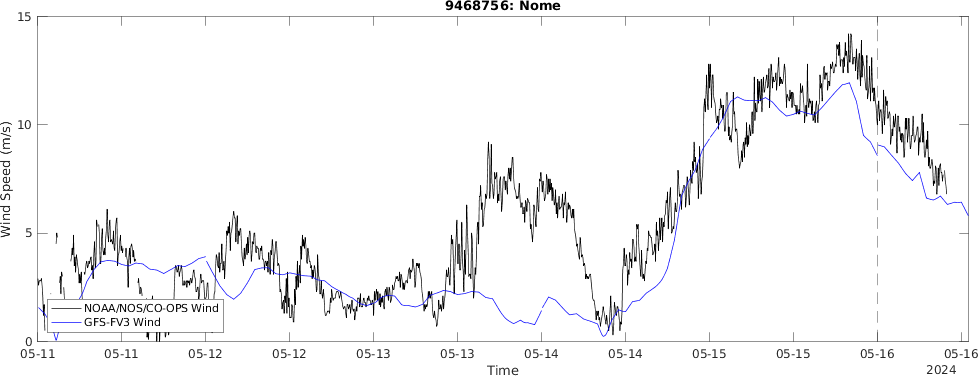 9468756: Nome
15
10
5
0
Wind Speed (m/s)
NOAA/NOS/CO-OPS Wind
GFS-FV3 Wind
05-11 05-11 05-12 05-12 05-13 05-13 05-14 05-14 05-15 05-15 05-16 05-16
Time
2024